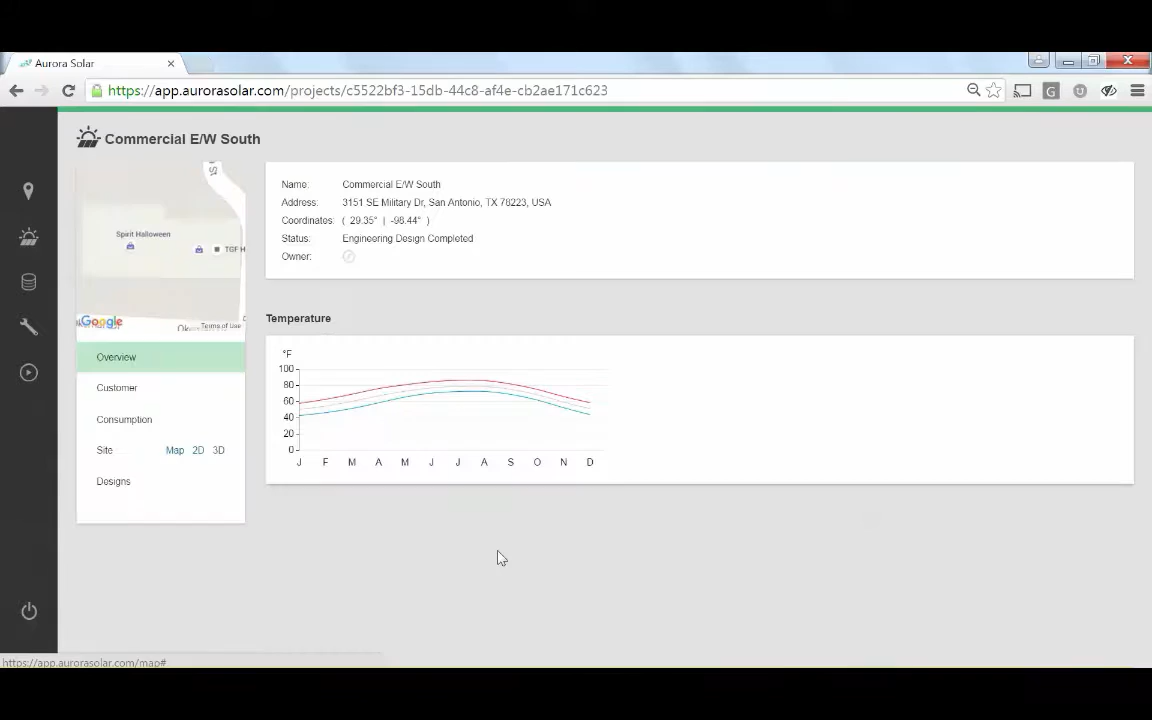 Aurora Solar
https://app.aurorasolar.com/projects/c5522bf3-15db-44c8-af4e-cb2ae171c623
Commercial E/W South
ST
Spirit Halloween
TGF H
Google
Terms of Use
Overview
Customer
Consumption
Site Map 2D 3D
Designs
Name: Commercial E/W South
Address: 3151 SE Military Dr, San Antonio, TX 78223, USA
Coordinates: ( 29.35° | -98.44° )
Status: Engineering Design Completed
Owner:
Temperature
°F
100
80
60
40
20
0
J F M A M J J A S O N D
https://app.aurorasolar.com/map#